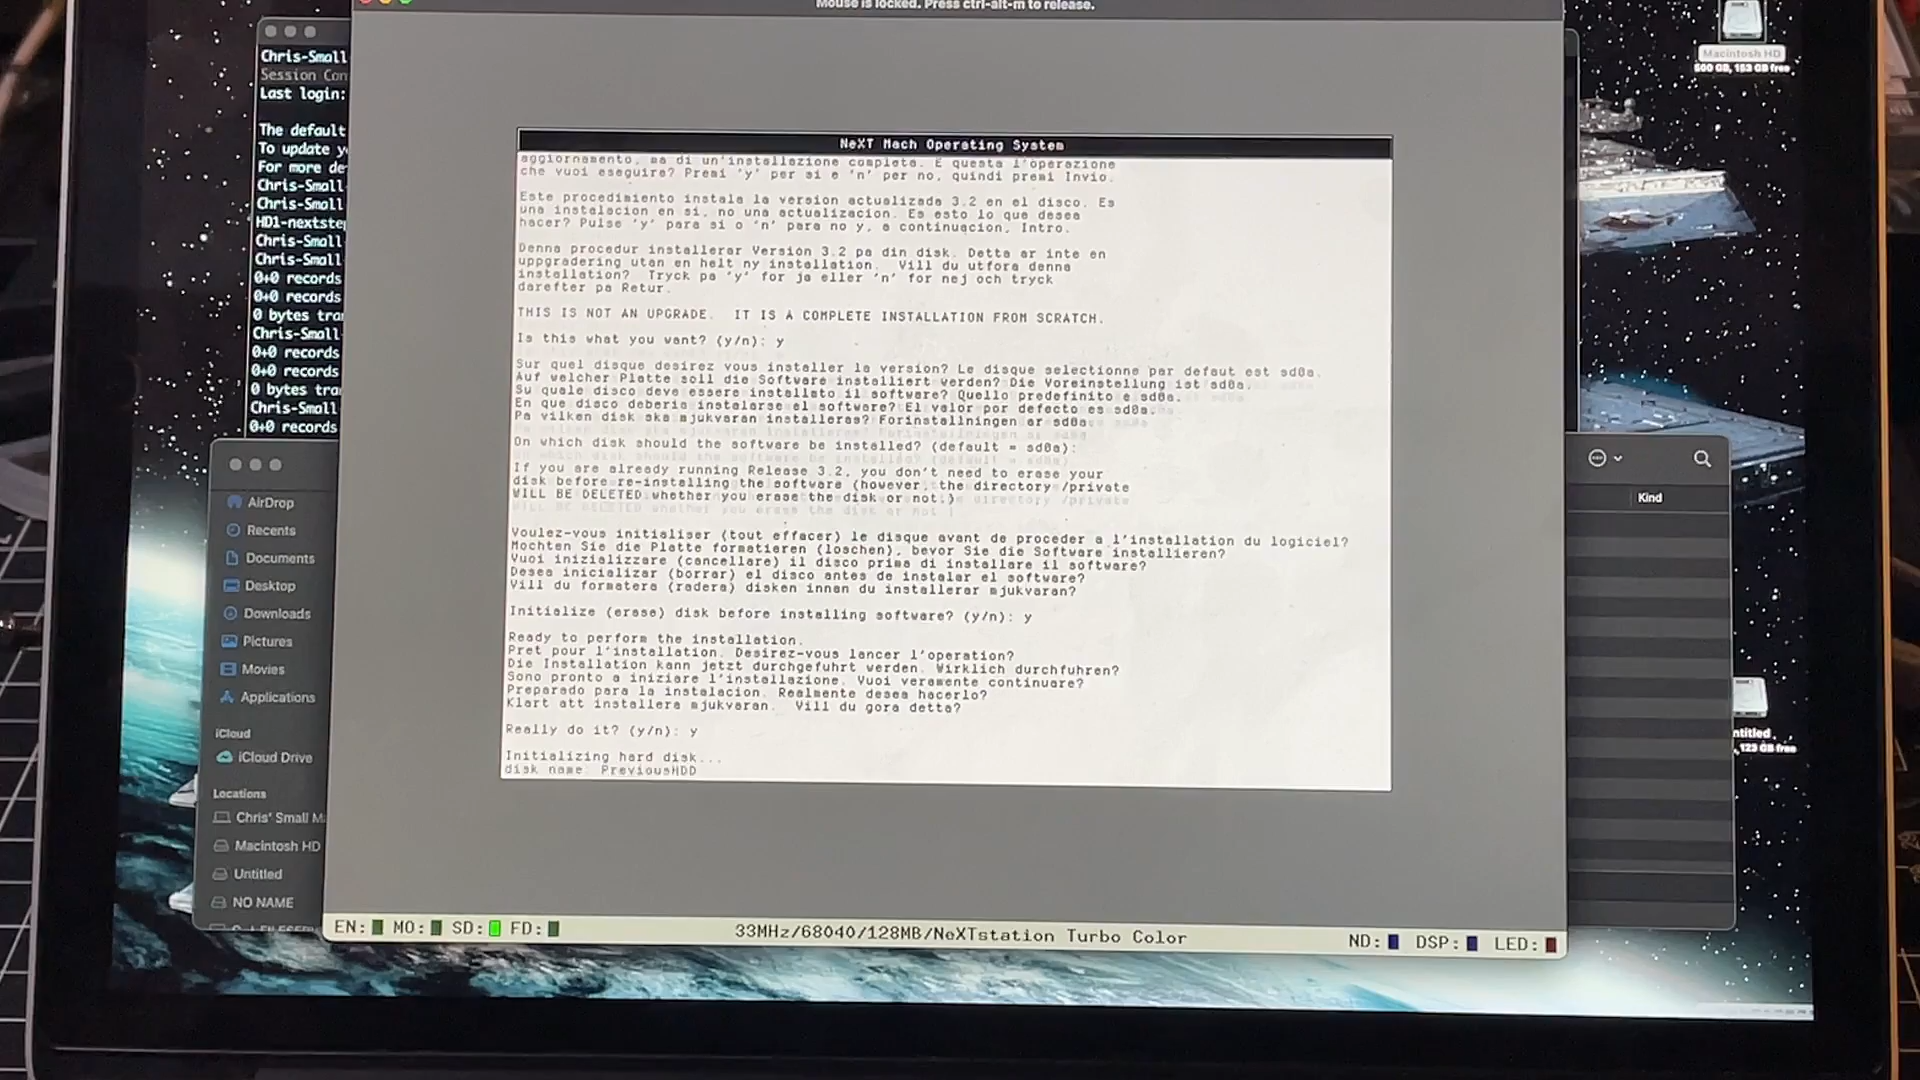 Mouse is locked. Press ctrl-alt-m to release.
Macintosh HD
500 GB, 153 GB free
Chris-Small
Session Con
Last login:
The default
To update y
For more de
Chris-Small
Chris-Small
HD1-nextste
Chris-Small
Chris-Small
0+0 records
0+0 records
0 bytes tra
Chris-Small
0+0 records
0+0 records
0 bytes tra
Chris-Small
0+0 records
NeXT Mach Operating System
aggiornamento, ma di un'installazione completa. E questa l'operazione
che vuoi eseguire? Premi 'y' per si o 'n' per no, quindi premi Invio.
Este procedimiento instala la version actualizada 3.2 en el disco. Es
una instalacion en si, no una actualizacion. Es esto lo que desea
hacer? Pulse 'y' para si o 'n' para no y, a continuacion, Intro.
Denna procedur installerar Version 3.2 pa din disk. Detta ar inte en
uppgradering utan en helt ny installation.  Vill du utfora denna
installation?  Tryck pa 'y' for ja eller 'n' for nej och tryck
darefter pa Retur.
THIS IS NOT AN UPGRADE.  IT IS A COMPLETE INSTALLATION FROM SCRATCH.
Is this what you want? (y/n): y
Sur quel disque desirez vous installer la version? Le disque selectionne par defaut est sd0a.
Auf welcher Platte soll die Software installiert werden? Die Voreinstellung ist sd0a.
Su quale disco deve essere installato il software? Quello predefinito e sd0a.
En que disco deberia instalarse el software? El valor por defecto es sd0a.
Pa vilken disk ska mjukvaran installeras? Forinstallningen ar sd0a.
On which disk should the software be installed? (default = sd0a):
If you are already running Release 3.2, you don't need to erase your
disk before re-installing the software (however, the directory /private
WILL BE DELETED whether you erase the disk or not.)
Voulez-vous initialiser (tout effacer) le disque avant de proceder a l'installation du logiciel?
Mochten Sie die Platte formatieren (loschen), bevor Sie die Software installieren?
Vuoi inizializzare (cancellare) il disco prima di installare il software?
Desea inicializar (borrar) el disco antes de instalar el software?
Vill du formatera (radera) disken innan du installerar mjukvaran?
Initialize (erase) disk before installing software? (y/n): y
Ready to perform the installation.
Pret pour l'installation. Desirez-vous lancer l'operation?
Die Installation kann jetzt durchgefuhrt werden. Wirklich durchfuhren?
Sono pronto a iniziare l'installazione. Vuoi veramente continuare?
Preparado para la instalacion. Realmente desea hacerlo?
Klart att installera mjukvaran.  Vill du gora detta?
Really do it? (y/n): y
Initializing hard disk...
disk name: PreviousHDD
AirDrop
Recents
Documents
Desktop
Downloads
Pictures
Movies
Applications
iCloud
iCloud Drive
Locations
Chris' Small M
Macintosh HD
Untitled
NO NAME
Kind
ntitled
, 123 GB free
EN: MO: SD: FD:
33MHz/68040/128MB/NeXTstation Turbo Color
ND: DSP: LED: